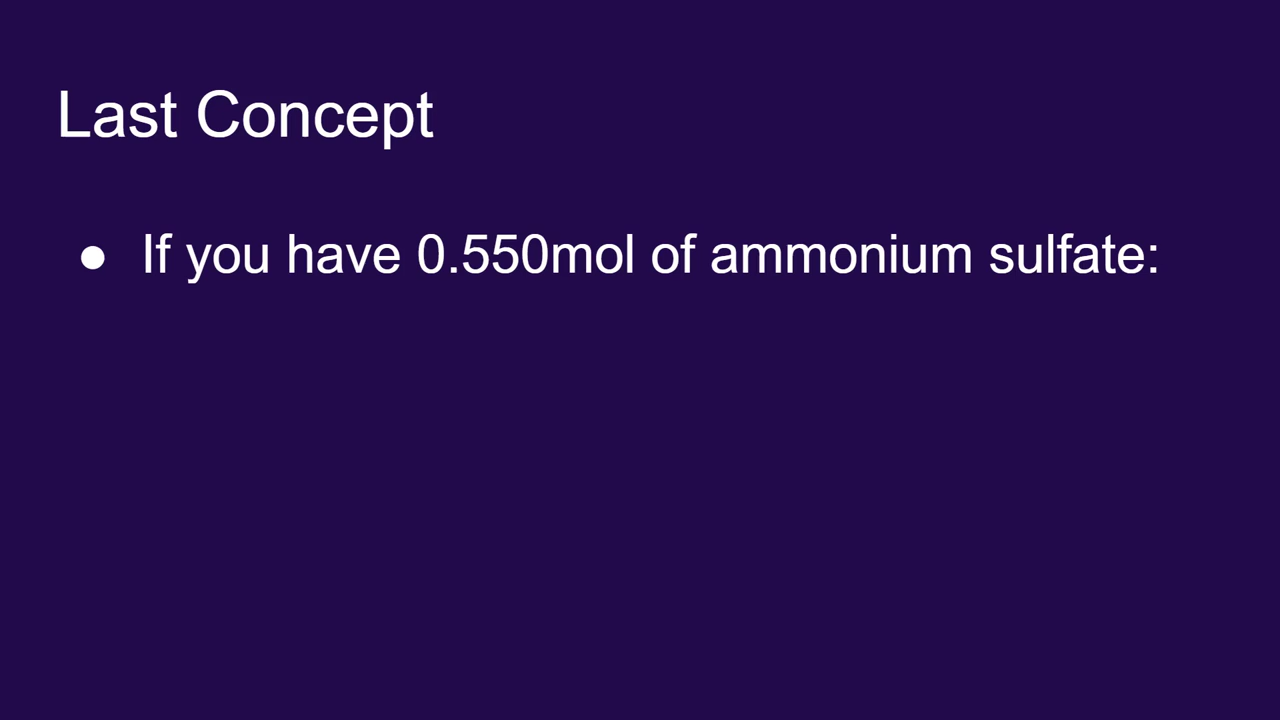 Last Concept
● If you have 0.550mol of ammonium sulfate: